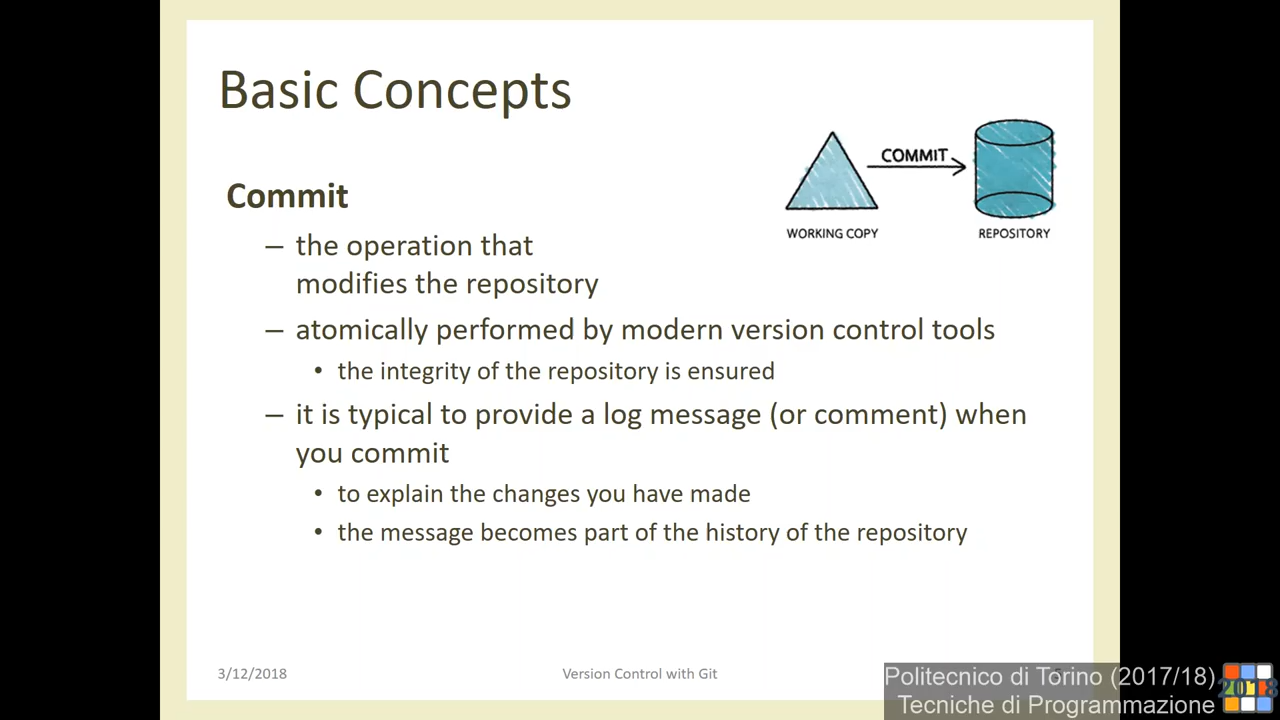 Basic Concepts
COMMIT
WORKING COPY
REPOSITORY
Commit
– the operation that
modifies the repository
– atomically performed by modern version control tools
• the integrity of the repository is ensured
– it is typical to provide a log message (or comment) when
you commit
• to explain the changes you have made
• the message becomes part of the history of the repository
3/12/2018
Version Control with Git
Politecnico di Torino (2017/18)
Tecniche di Programmazione
2018